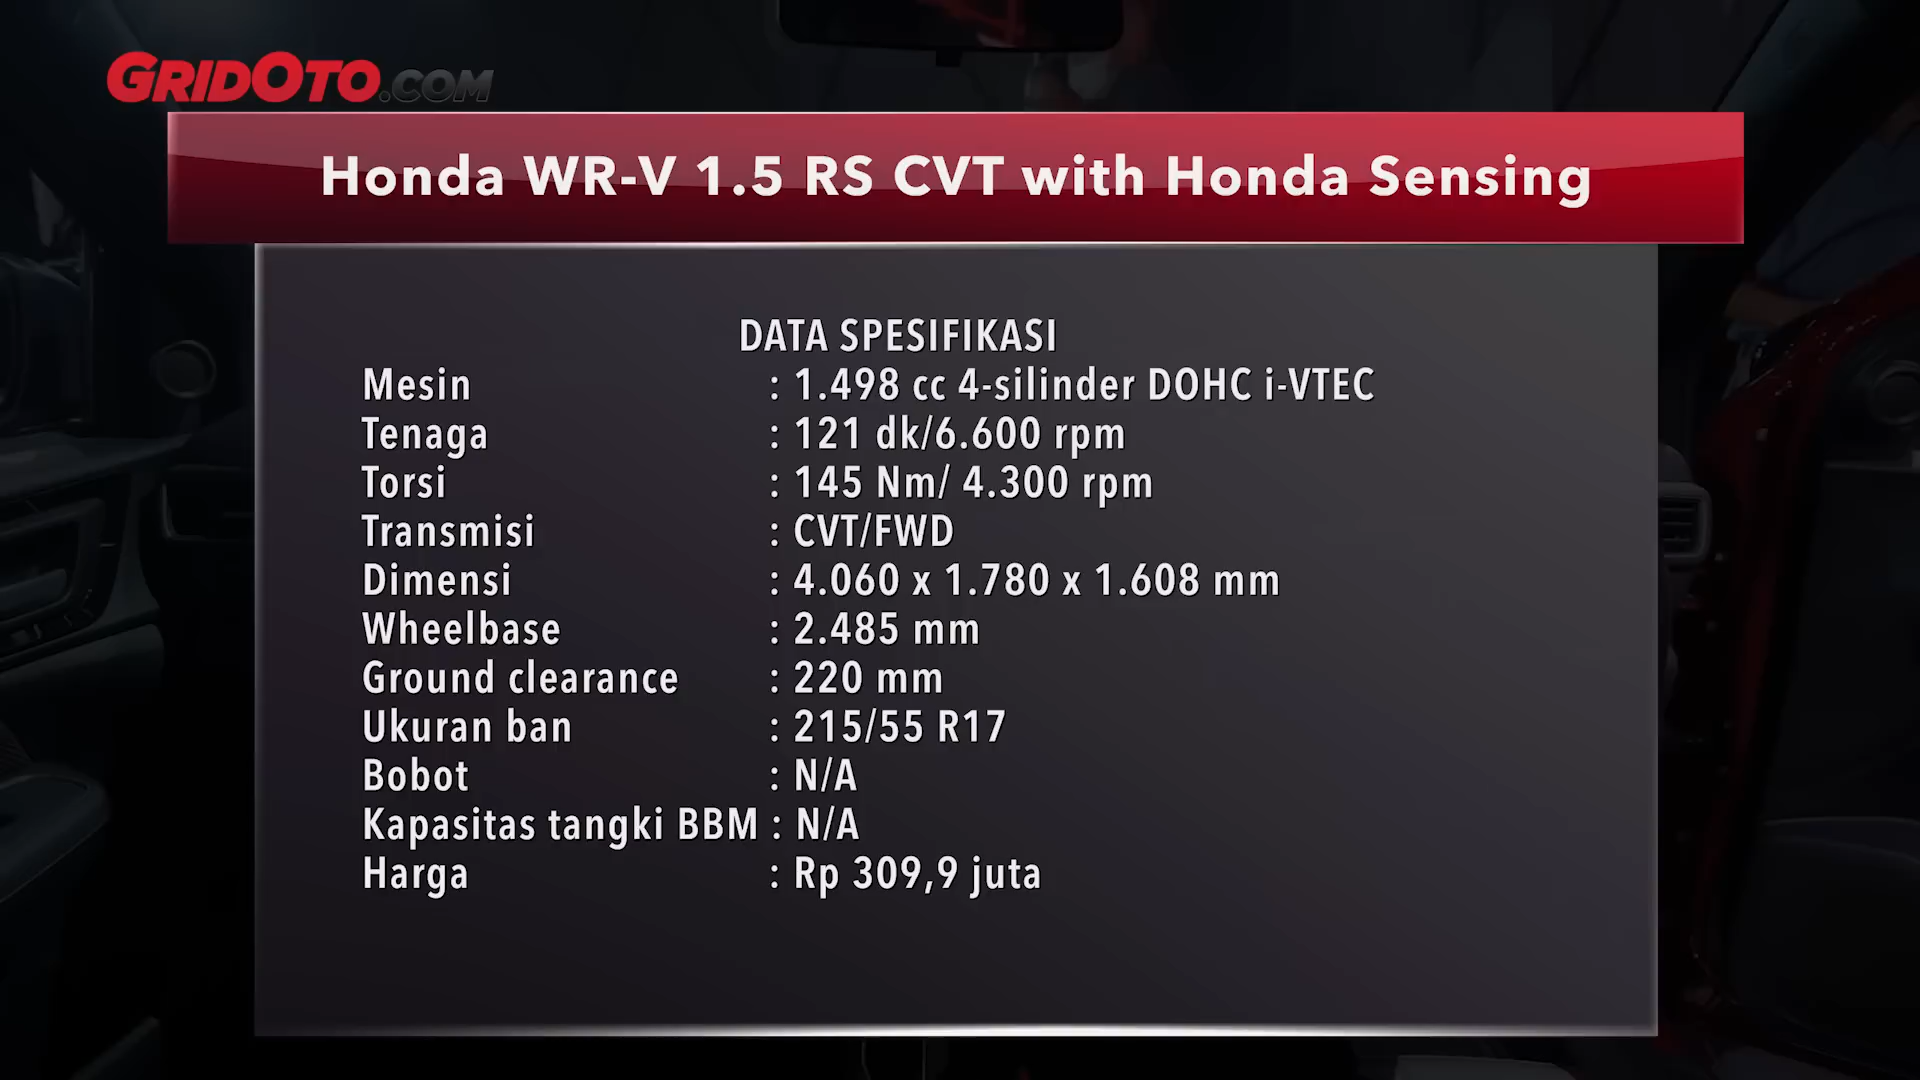 GRIDOTO.COM
Honda WR-V 1.5 RS CVT with Honda Sensing
DATA SPESIFIKASI
Mesin : 1.498 cc 4-silinder DOHC i-VTEC
Tenaga : 121 dk/6.600 rpm
Torsi : 145 Nm/ 4.300 rpm
Transmisi : CVT/FWD
Dimensi : 4.060 x 1.780 x 1.608 mm
Wheelbase : 2.485 mm
Ground clearance : 220 mm
Ukuran ban : 215/55 R17
Bobot : N/A
Kapasitas tangki BBM : N/A
Harga : Rp 309,9 juta